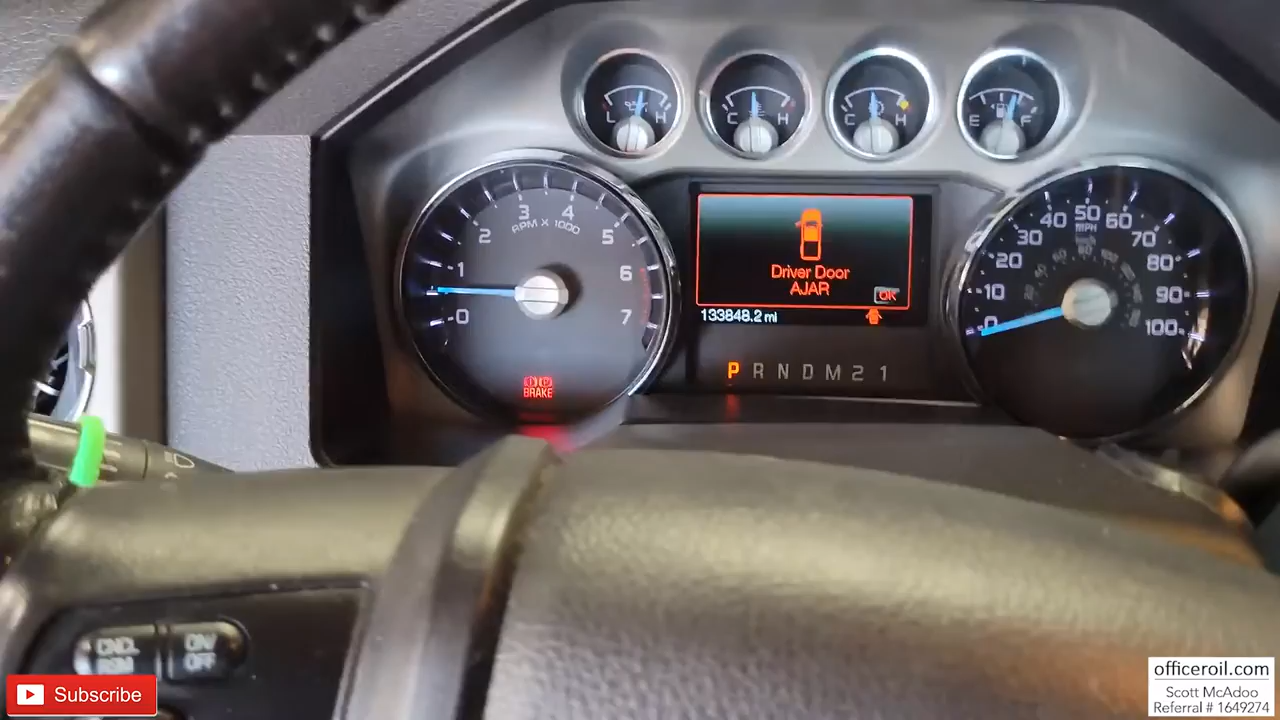 L H
C H
C H
E F
0 1 2 3 4 5 6 7
RPM X 1000
BRAKE
Driver Door
AJAR
OK
133848.2 mi
P R N D M 2 1
0 10 20 30 40 50 60 70 80 90 100
MPH
CNCL
RSM
ON/
OFF
Subscribe
officeroil.com
Scott McAdoo
Referral # 1649274